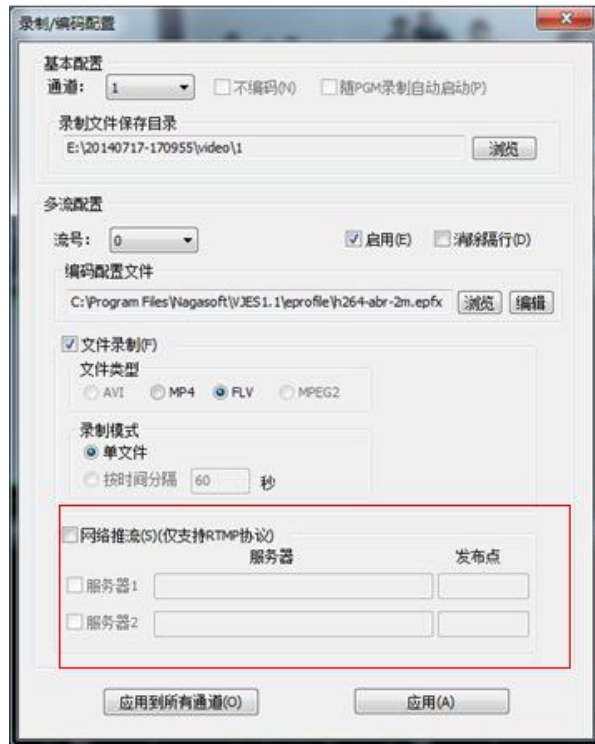 录制/编码配置
基本配置
通道: 1 不编码(N) 随PGM录制自动启动(P)
录制文件保存目录
E:\20140717-170955\video\1 浏览
多流配置
流号: 0 启用(E) 消除隔行(D)
编码配置文件
C:\Program Files\Nagasoft\VJES1.1\eprofile\h264-abr-2m.epfx 浏览 编辑
文件录制(F)
文件类型
AVI MP4 FLV MPEG2
录制模式
单文件
按时间分隔 60 秒
网络推流(S)(仅支持RTMP协议)
服务器 发布点
服务器1
服务器2
应用到所有通道(O) 应用(A)